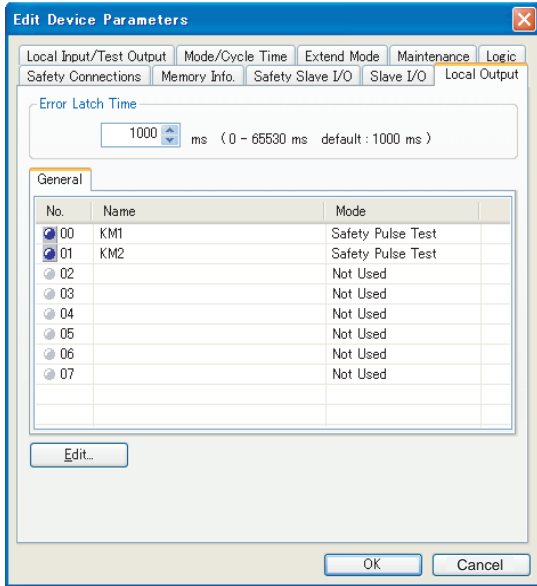 Edit Device Parameters
Local Input/Test Output Mode/Cycle Time Extend Mode Maintenance Logic
Safety Connections Memory Info. Safety Slave I/O Slave I/O Local Output
Error Latch Time
1000 ms ( 0 - 65530 ms default : 1000 ms )
General
No. Name Mode
00 KM1 Safety Pulse Test
01 KM2 Safety Pulse Test
02 Not Used
03 Not Used
04 Not Used
05 Not Used
06 Not Used
07 Not Used
Edit...
OK Cancel